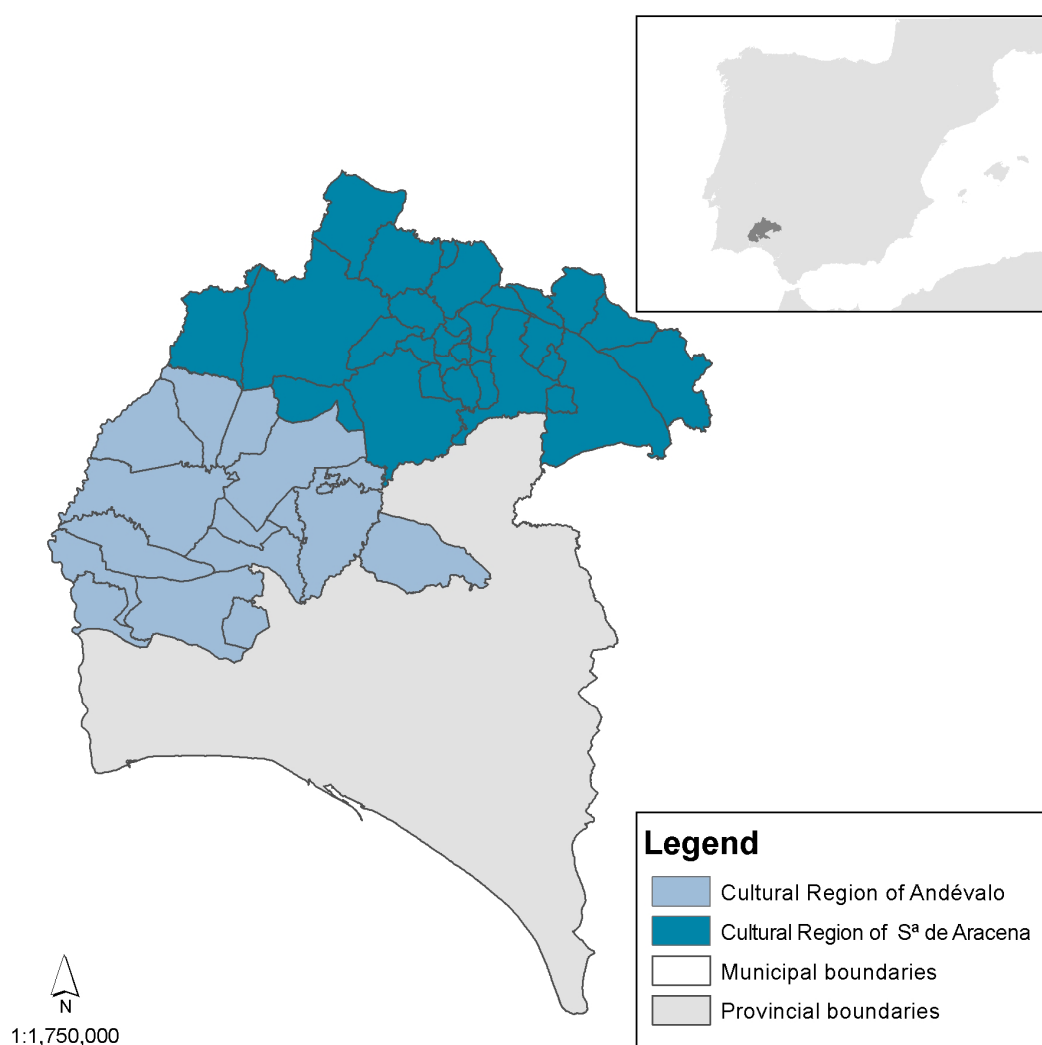 Legend
Cultural Region of Andévalo
Cultural Region of Sª de Aracena
Municipal boundaries
Provincial boundaries
N
1:1,750,000